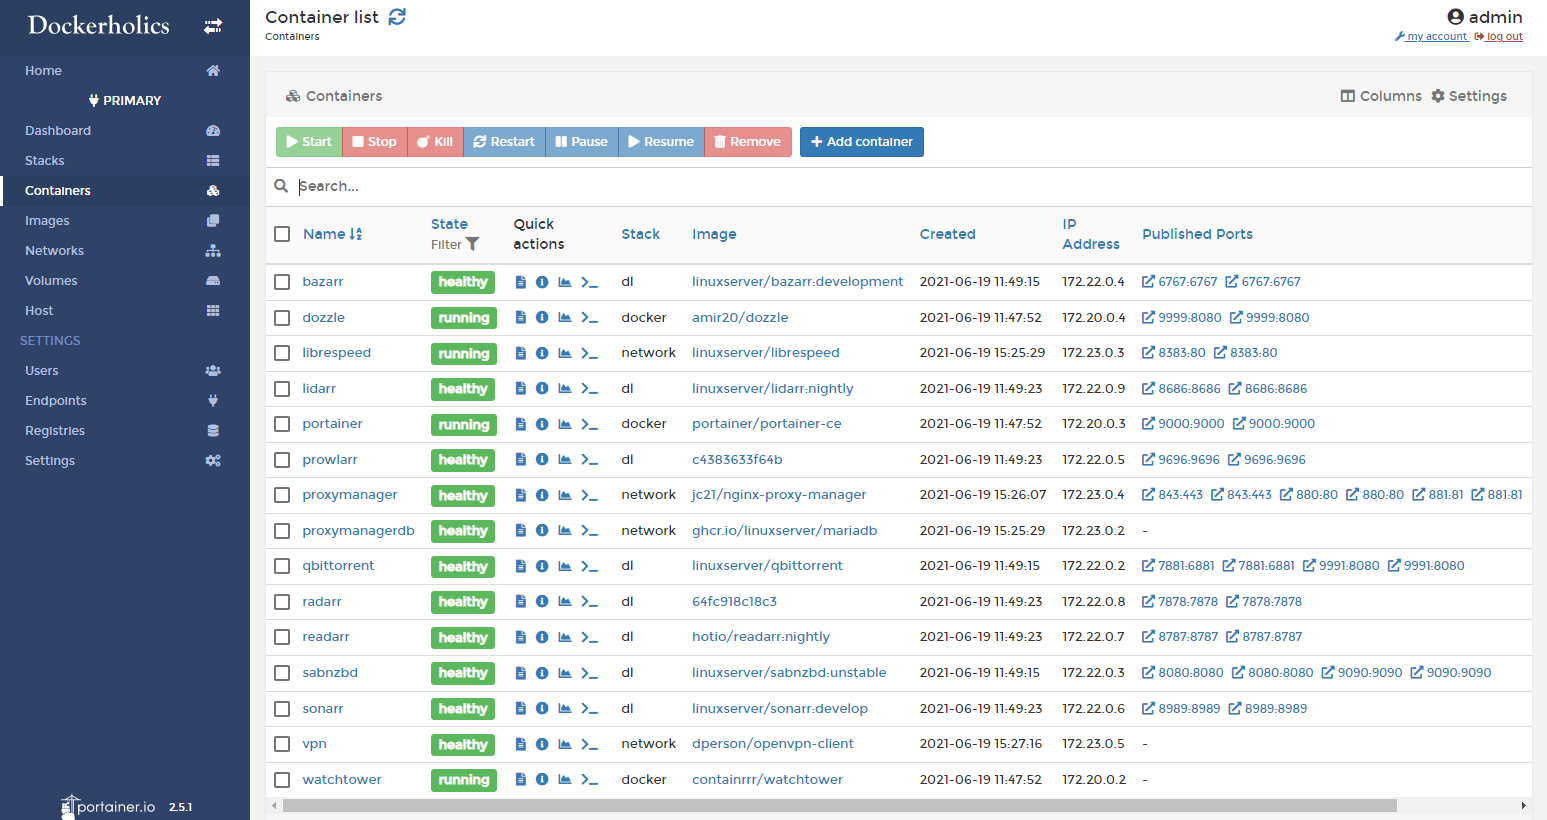 Dockerholics
Home
PRIMARY
Dashboard
Stacks
Containers
Images
Networks
Volumes
Host
SETTINGS
Users
Endpoints
Registries
Settings
portainer.io 2.5.1
Container list
Containers
admin
my account log out
Containers
Columns Settings
Start Stop Kill Restart Pause Resume Remove Add container
Search...
Name State Filter Quick actions Stack Image Created IP Address Published Ports
bazarr healthy dl linuxserver/bazarr:development 2021-06-19 11:49:15 172.22.0.4 6767:6767 6767:6767
dozzle running docker amir20/dozzle 2021-06-19 11:47:52 172.20.0.4 9999:8080 9999:8080
librespeed running network linuxserver/librespeed 2021-06-19 15:25:29 172.23.0.3 8383:80 8383:80
lidarr healthy dl linuxserver/lidarr:nightly 2021-06-19 11:49:23 172.22.0.9 8686:8686 8686:8686
portainer running docker portainer/portainer-ce 2021-06-19 11:47:52 172.20.0.3 9000:9000 9000:9000
prowlarr healthy dl c4383633f64b 2021-06-19 11:49:23 172.22.0.5 9696:9696 9696:9696
proxymanager healthy network jc21/nginx-proxy-manager 2021-06-19 15:26:07 172.23.0.4 843:443 843:443 880:80 880:80 881:81 881:81
proxymanagerdb healthy network ghcr.io/linuxserver/mariadb 2021-06-19 15:25:29 172.23.0.2 -
qbittorrent healthy dl linuxserver/qbittorrent 2021-06-19 11:49:15 172.22.0.2 7881:6881 7881:6881 9991:8080 9991:8080
radarr healthy dl 64fc918c18c3 2021-06-19 11:49:23 172.22.0.8 7878:7878 7878:7878
readarr healthy dl hotio/readarr:nightly 2021-06-19 11:49:23 172.22.0.7 8787:8787 8787:8787
sabnzbd healthy dl linuxserver/sabnzbd:unstable 2021-06-19 11:49:15 172.22.0.3 8080:8080 8080:8080 9090:9090 9090:9090
sonarr healthy dl linuxserver/sonarr:develop 2021-06-19 11:49:23 172.22.0.6 8989:8989 8989:8989
vpn healthy network dperson/openvpn-client 2021-06-19 15:27:16 172.23.0.5 -
watchtower running docker containrrr/watchtower 2021-06-19 11:47:52 172.20.0.2 -